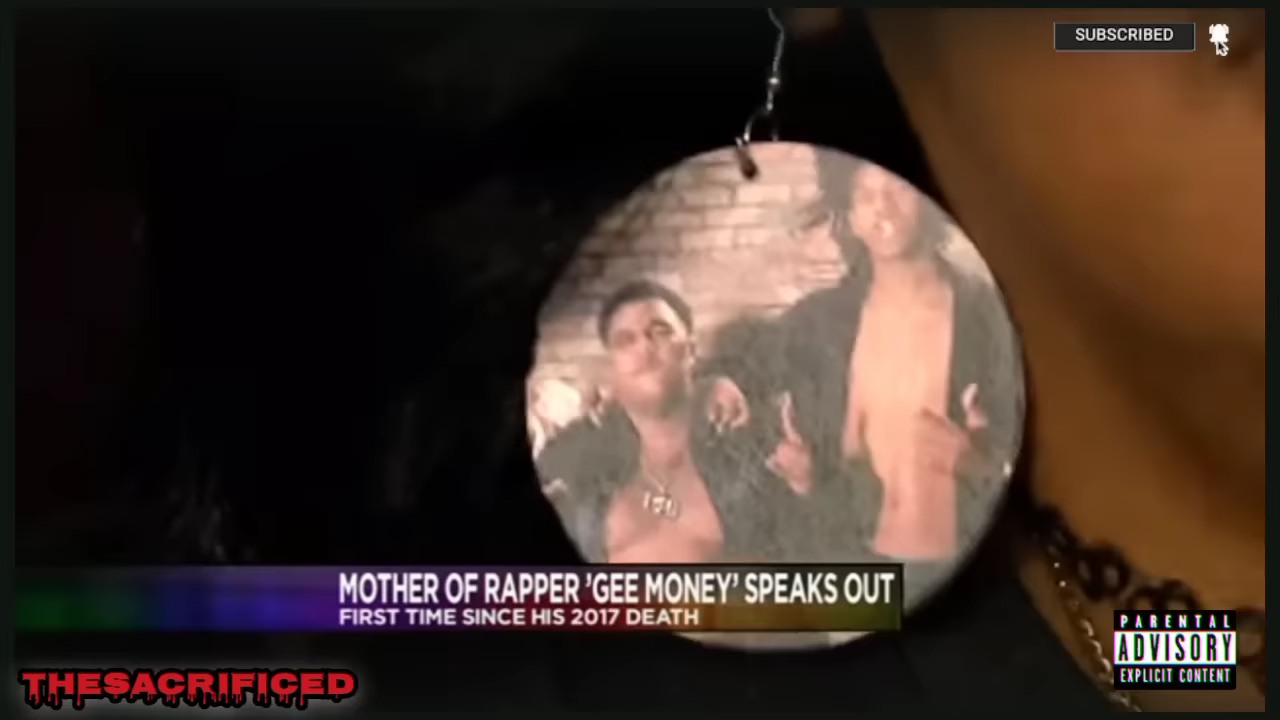 SUBSCRIBED
MOTHER OF RAPPER 'GEE MONEY' SPEAKS OUT
FIRST TIME SINCE HIS 2017 DEATH
THESACRIFICED
PARENTAL
ADVISORY
EXPLICIT CONTENT